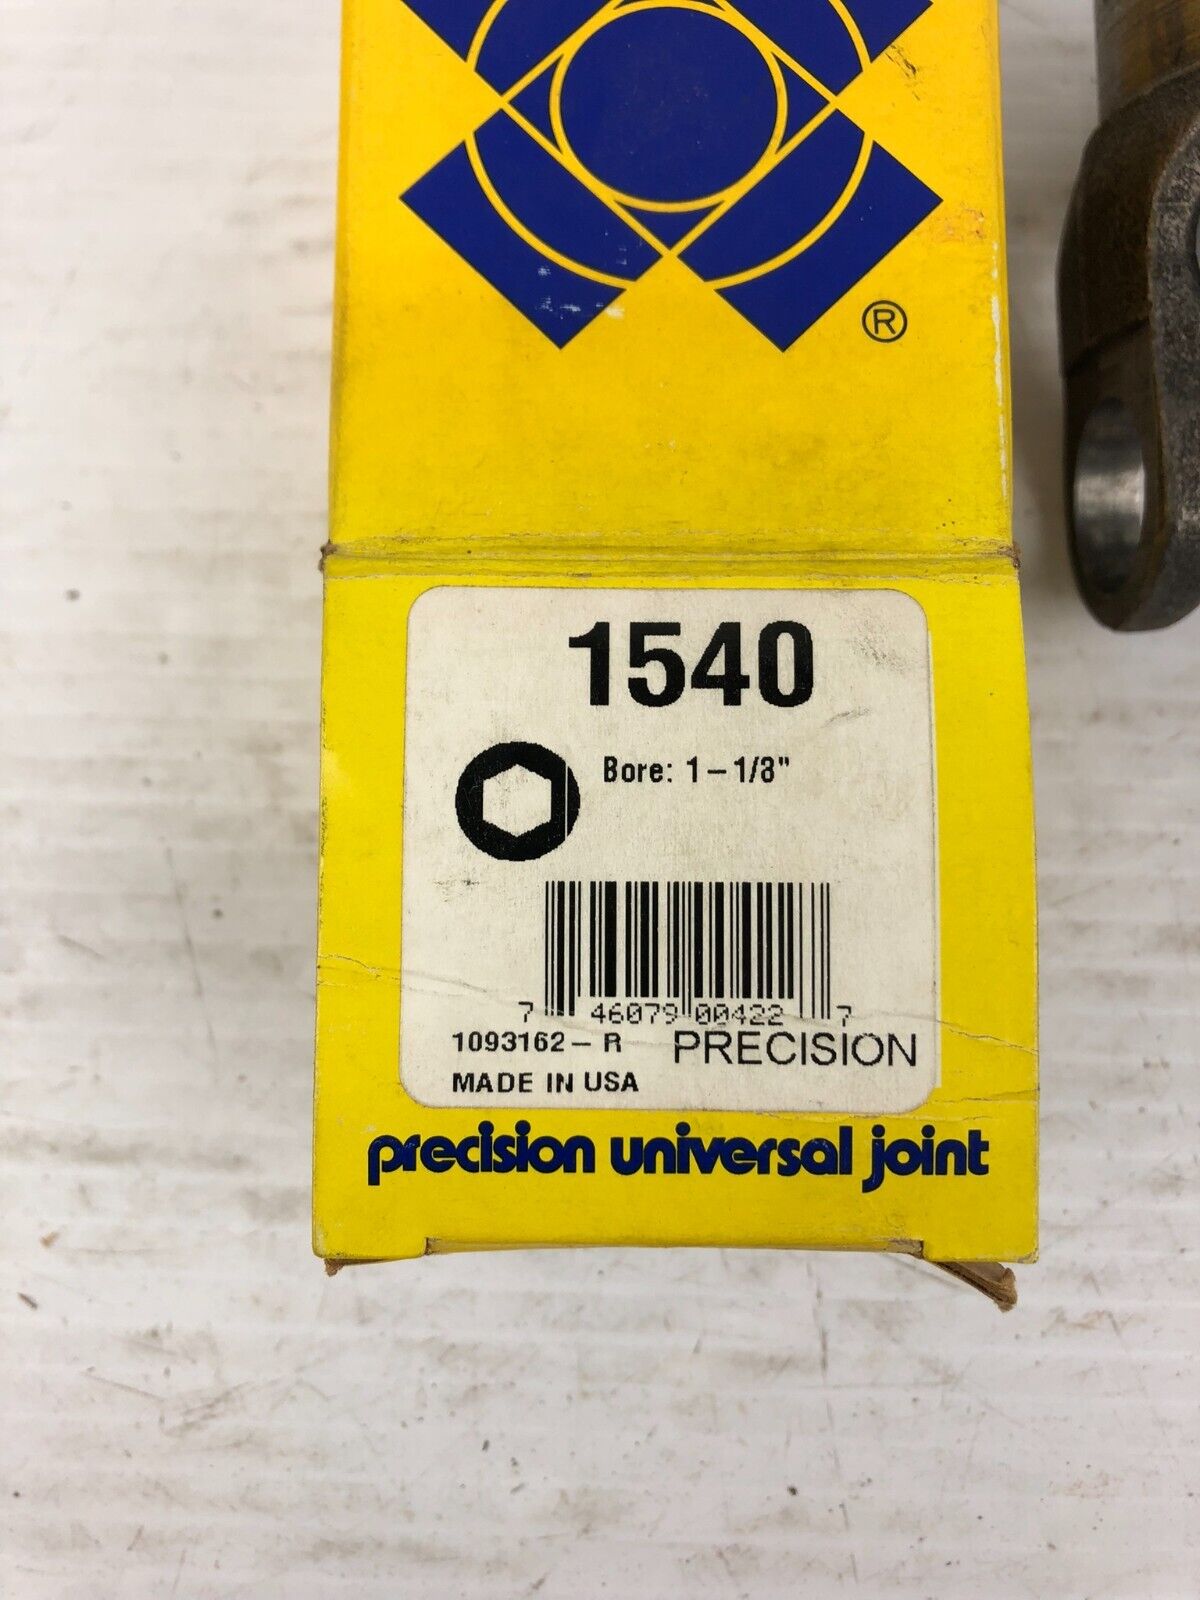 ®
1540
Bore: 1-1/8"
7 46079 00422 7
1093162-R PRECISION
MADE IN USA
precision universal joint